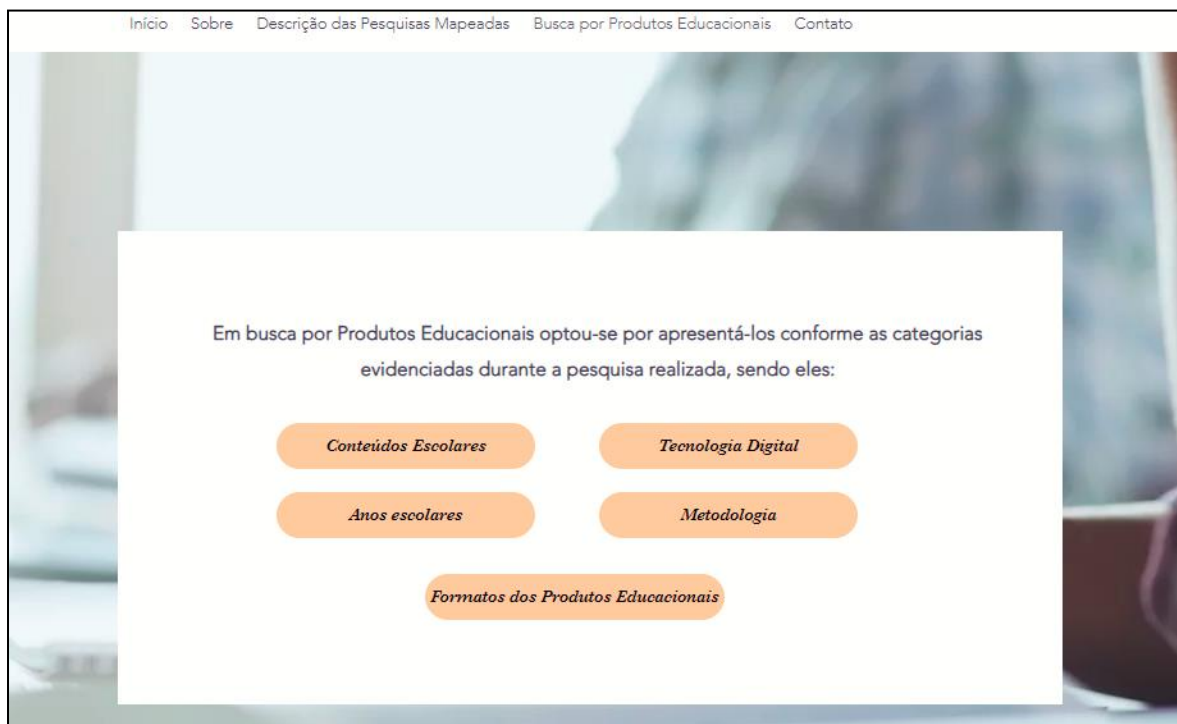 Início Sobre Descrição das Pesquisas Mapeadas Busca por Produtos Educacionais Contato
Em busca por Produtos Educacionais optou-se por apresentá-los conforme as categorias
evidenciadas durante a pesquisa realizada, sendo eles:
Conteúdos Escolares Tecnologia Digital
Anos escolares Metodologia
Formatos dos Produtos Educacionais